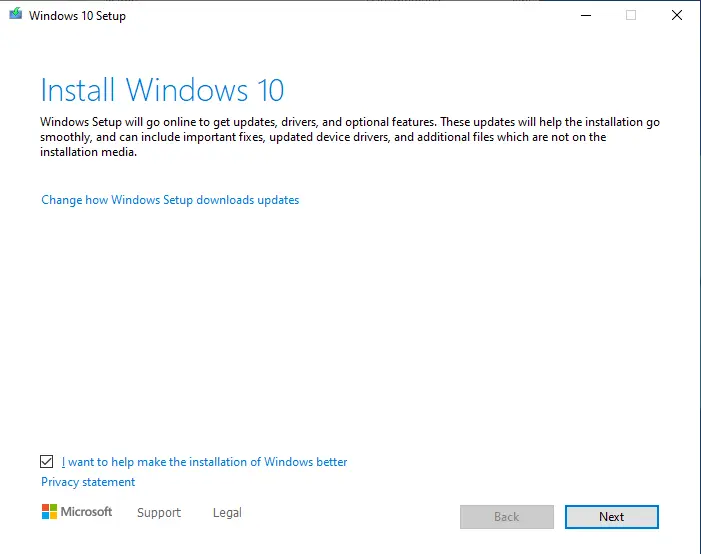 Windows 10 Setup
Install Windows 10
Windows Setup will go online to get updates, drivers, and optional features. These updates will help the installation go
smoothly, and can include important fixes, updated device drivers, and additional files which are not on the
installation media.
Change how Windows Setup downloads updates
I want to help make the installation of Windows better
Privacy statement
Microsoft Support Legal Back Next